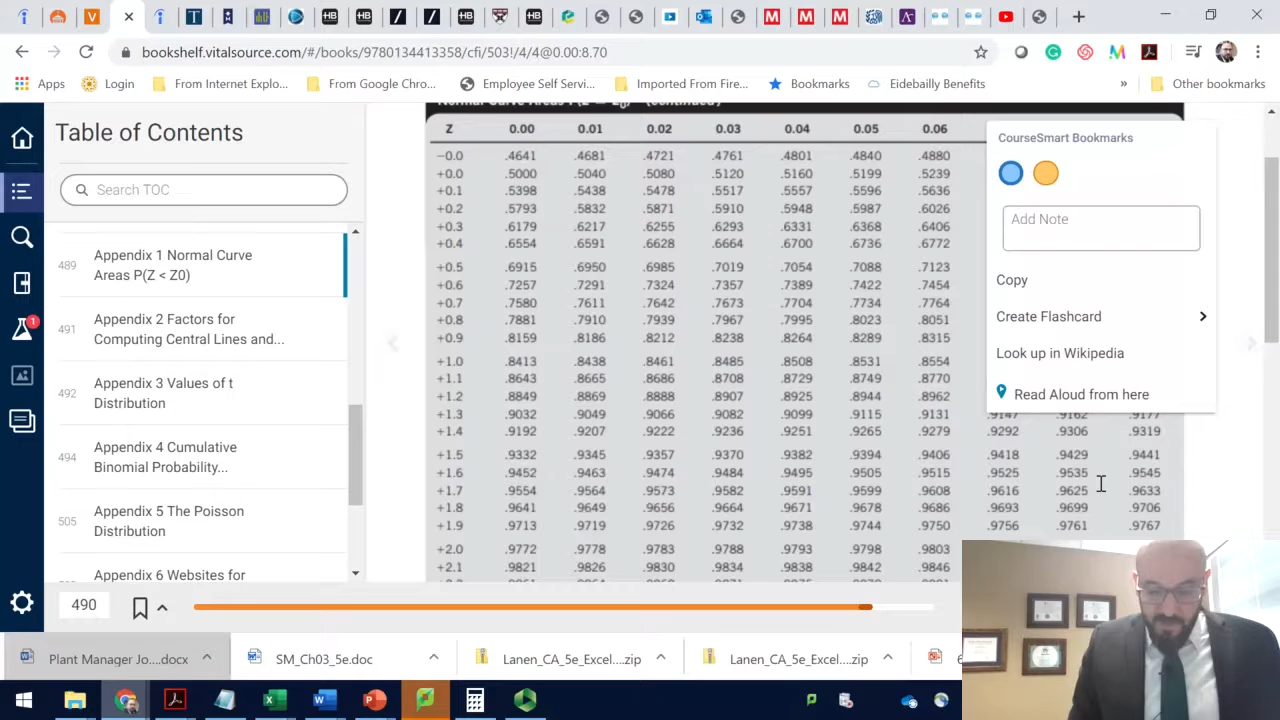 bookshelf.vitalsource.com/#/books/9780134413358/cfi/503!/4/4@0.00:8.70
Apps Login From Internet Explo... From Google Chro... Employee Self Servi... Imported From Fire... Bookmarks Eidebailly Benefits » Other bookmarks
Table of Contents
Search TOC
489 Appendix 1 Normal Curve
Areas P(Z < Z0)
491 Appendix 2 Factors for
Computing Central Lines and...
492 Appendix 3 Values of t
Distribution
494 Appendix 4 Cumulative
Binomial Probability...
505 Appendix 5 The Poisson
Distribution
Appendix 6 Websites for
1
Z 0.00 0.01 0.02 0.03 0.04 0.05 0.06
−0.0 .4641 .4681 .4721 .4761 .4801 .4840 .4880
+0.0 .5000 .5040 .5080 .5120 .5160 .5199 .5239
+0.1 .5398 .5438 .5478 .5517 .5557 .5596 .5636
+0.2 .5793 .5832 .5871 .5910 .5948 .5987 .6026
+0.3 .6179 .6217 .6255 .6293 .6331 .6368 .6406
+0.4 .6554 .6591 .6628 .6664 .6700 .6736 .6772
+0.5 .6915 .6950 .6985 .7019 .7054 .7088 .7123
+0.6 .7257 .7291 .7324 .7357 .7389 .7422 .7454
+0.7 .7580 .7611 .7642 .7673 .7704 .7734 .7764
+0.8 .7881 .7910 .7939 .7967 .7995 .8023 .8051
+0.9 .8159 .8186 .8212 .8238 .8264 .8289 .8315
+1.0 .8413 .8438 .8461 .8485 .8508 .8531 .8554
+1.1 .8643 .8665 .8686 .8708 .8729 .8749 .8770
+1.2 .8849 .8869 .8888 .8907 .8925 .8944 .8962
+1.3 .9032 .9049 .9066 .9082 .9099 .9115 .9131 .9147 .9162 .9177
+1.4 .9192 .9207 .9222 .9236 .9251 .9265 .9279 .9292 .9306 .9319
+1.5 .9332 .9345 .9357 .9370 .9382 .9394 .9406 .9418 .9429 .9441
+1.6 .9452 .9463 .9474 .9484 .9495 .9505 .9515 .9525 .9535 .9545
+1.7 .9554 .9564 .9573 .9582 .9591 .9599 .9608 .9616 .9625 .9633
+1.8 .9641 .9649 .9656 .9664 .9671 .9678 .9686 .9693 .9699 .9706
+1.9 .9713 .9719 .9726 .9732 .9738 .9744 .9750 .9756 .9761 .9767
+2.0 .9772 .9778 .9783 .9788 .9793 .9798 .9803
+2.1 .9821 .9826 .9830 .9834 .9838 .9842 .9846
CourseSmart Bookmarks
Add Note
Copy
Create Flashcard
Look up in Wikipedia
Read Aloud from here
490
Plant Manager Jo....docx SM_Ch03_5e.doc Lanen_CA_5e_Excel....zip Lanen_CA_5e_Excel....zip